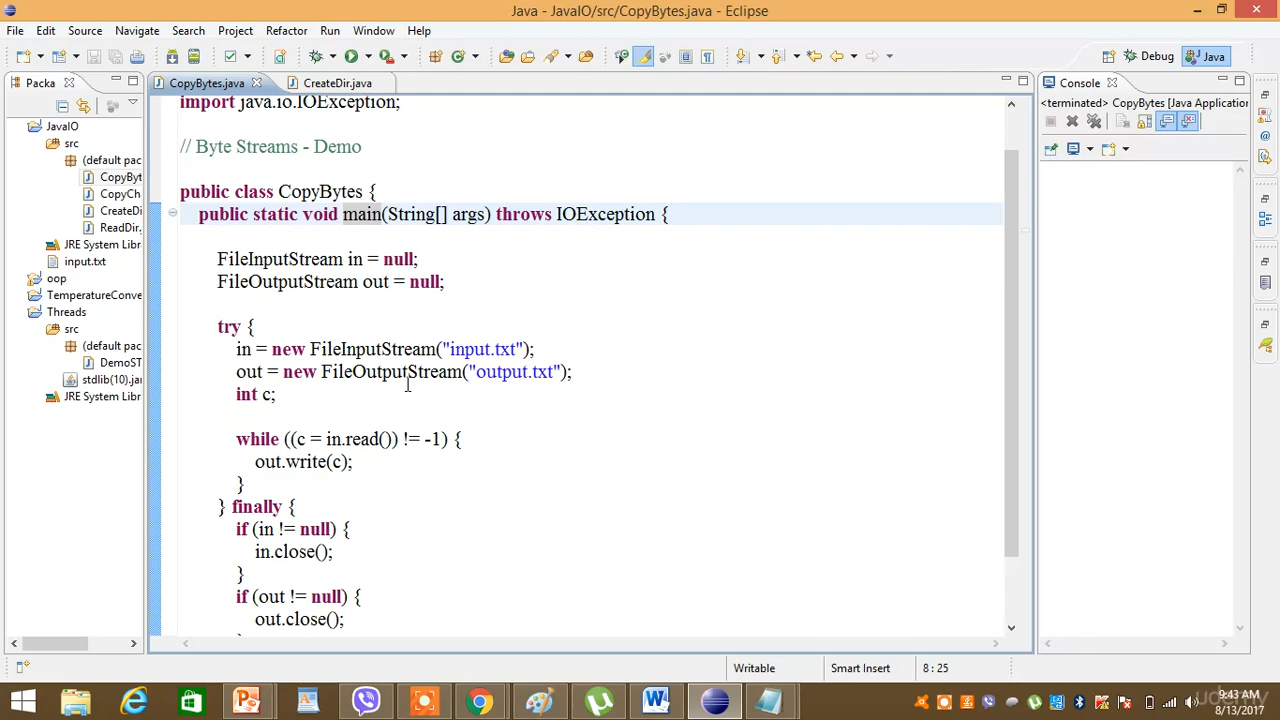 Java - JavaIO/src/CopyBytes.java - Eclipse
File Edit Source Navigate Search Project Refactor Run Window Help
Debug Java
Packa
CopyBytes.java CreateDir.java
Console
<terminated> CopyBytes [Java Application
JavaIO
src
(default pac
CopyByt
CopyCh
CreateDi
ReadDir.
JRE System Libr
input.txt
oop
TemperatureConve
Threads
src
(default pac
DemoST
stdlib(10).jar
JRE System Libr
import java.io.IOException;
// Byte Streams - Demo
public class CopyBytes {
public static void main(String[] args) throws IOException {
FileInputStream in = null;
FileOutputStream out = null;
try {
in = new FileInputStream("input.txt");
out = new FileOutputStream("output.txt");
int c;
while ((c = in.read()) != -1) {
out.write(c);
}
} finally {
if (in != null) {
in.close();
}
if (out != null) {
out.close();
Writable Smart Insert 8 : 25
9:43 AM
8/13/2017
udemy